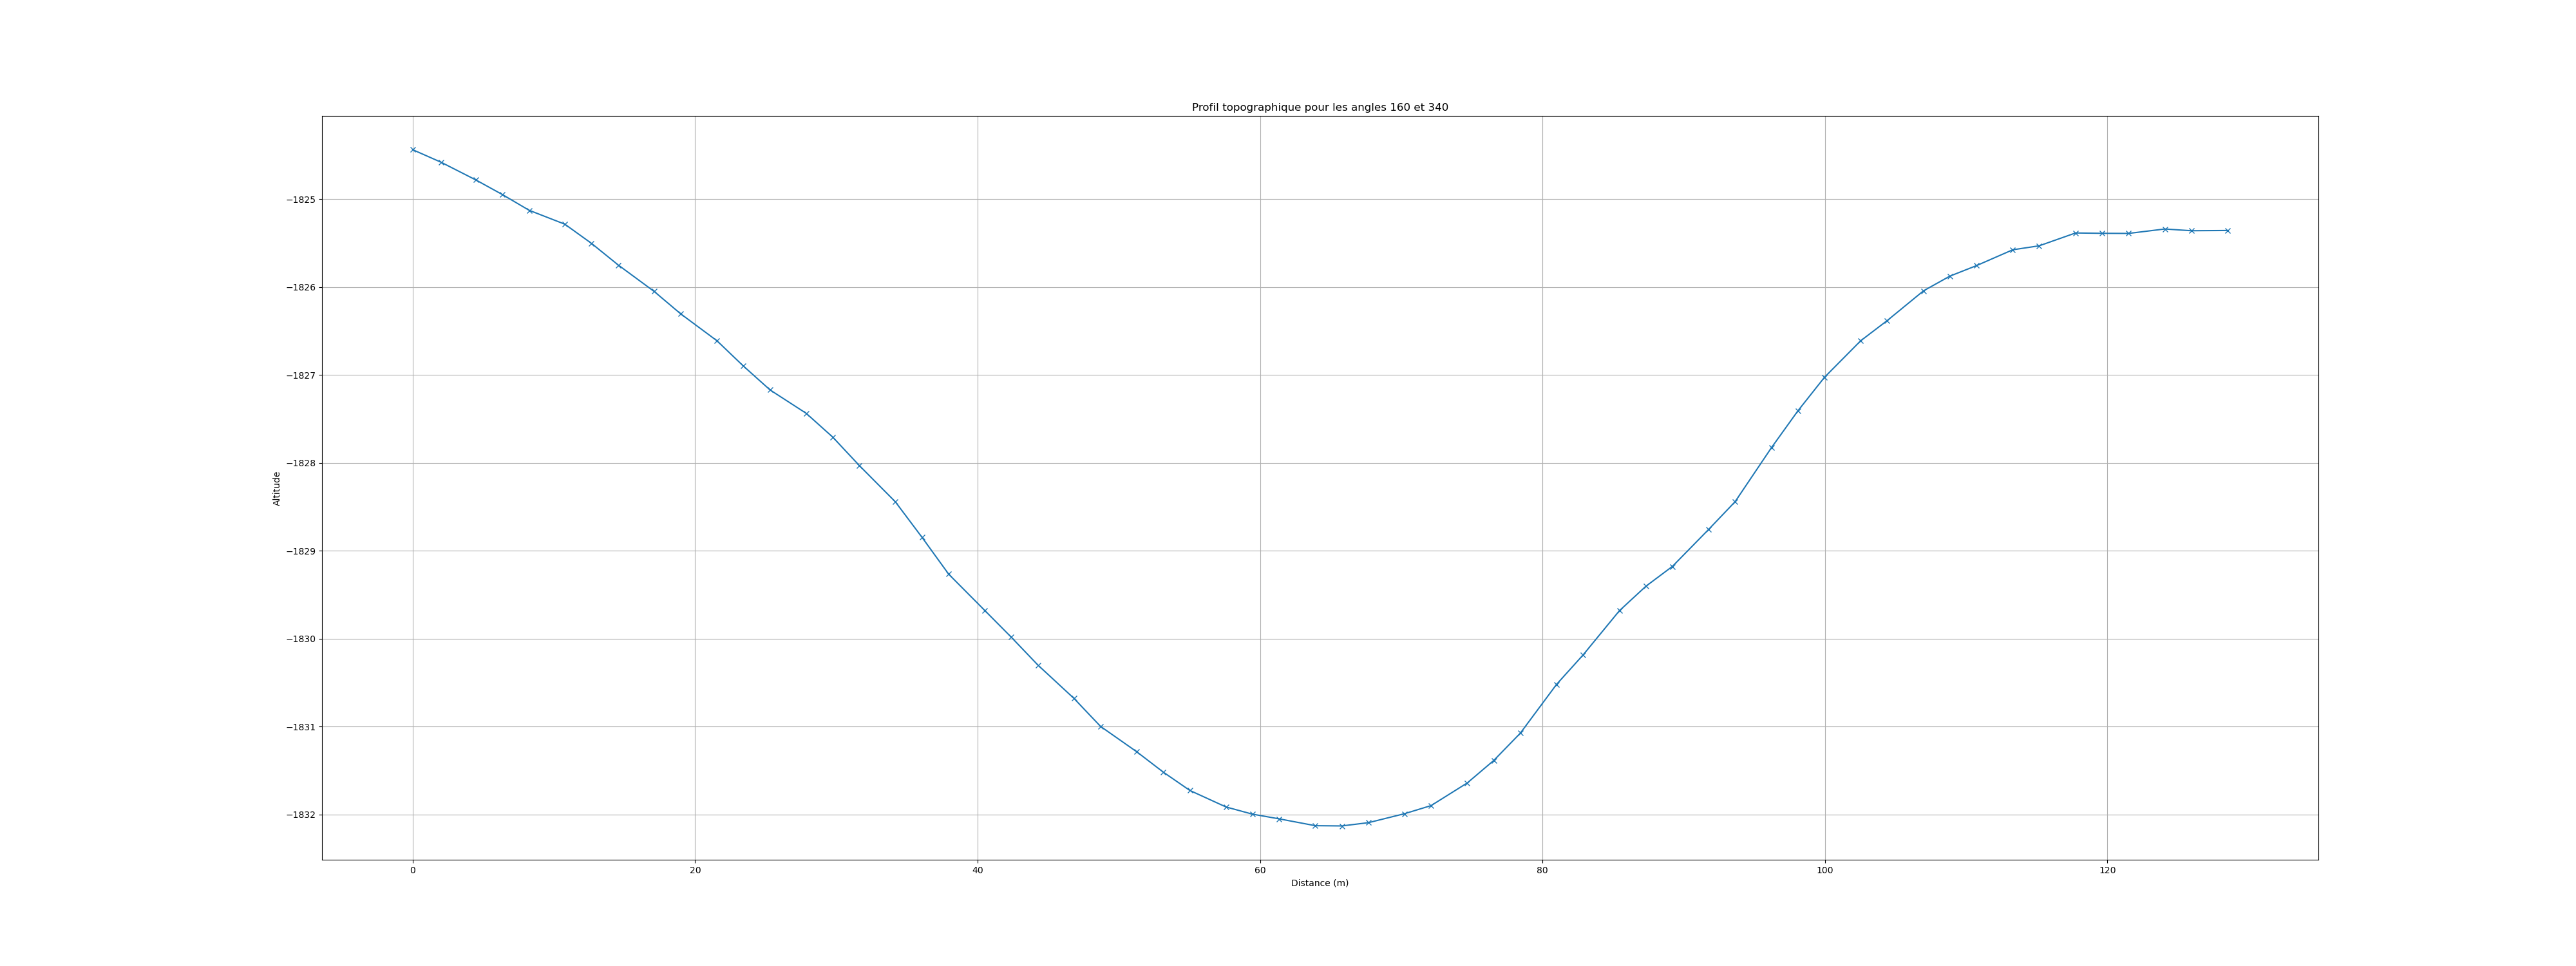 Profil topographique pour les angles 160 et 340
−1825
−1826
−1827
−1828
−1829
−1830
−1831
−1832
Altitude
0 20 40 60 80 100 120
Distance (m)